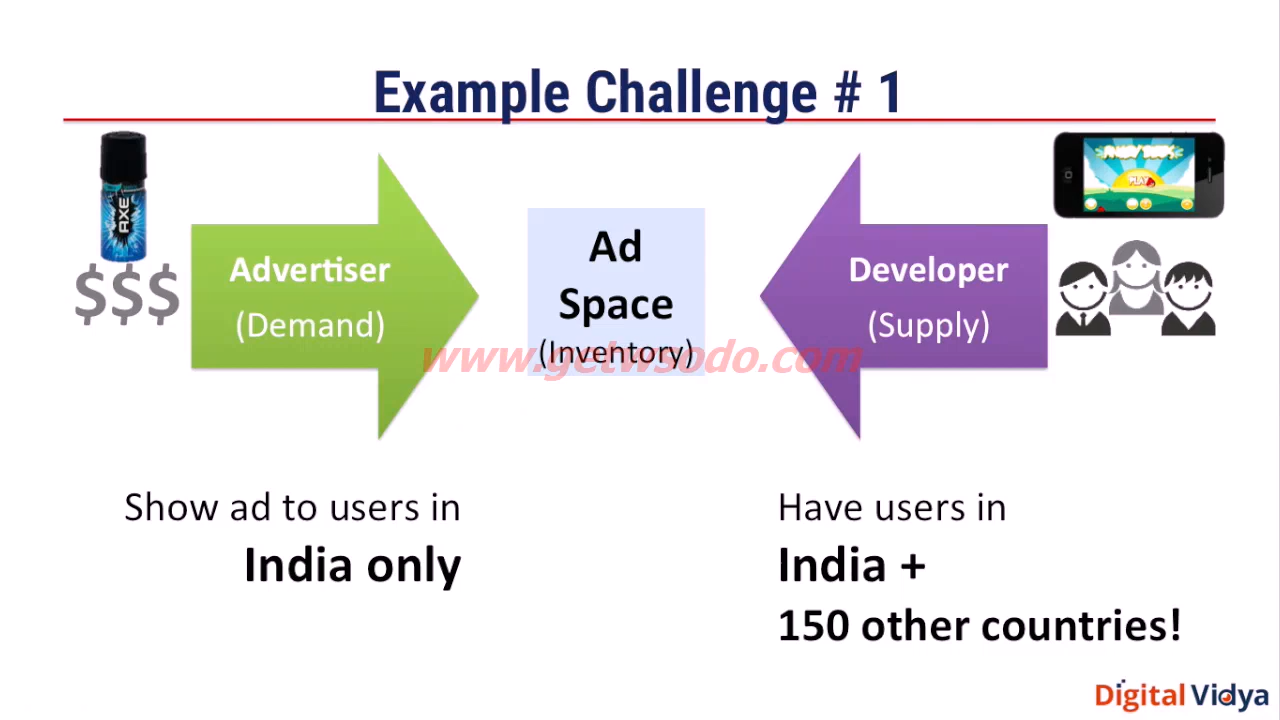 Example Challenge # 1
AXE
$$$
Advertiser
(Demand)
Ad
Space
(Inventory)
Developer
(Supply)
PLAY
www.getwsodo.com
Show ad to users in
India only
Have users in
India +
150 other countries!
Digital Vidya